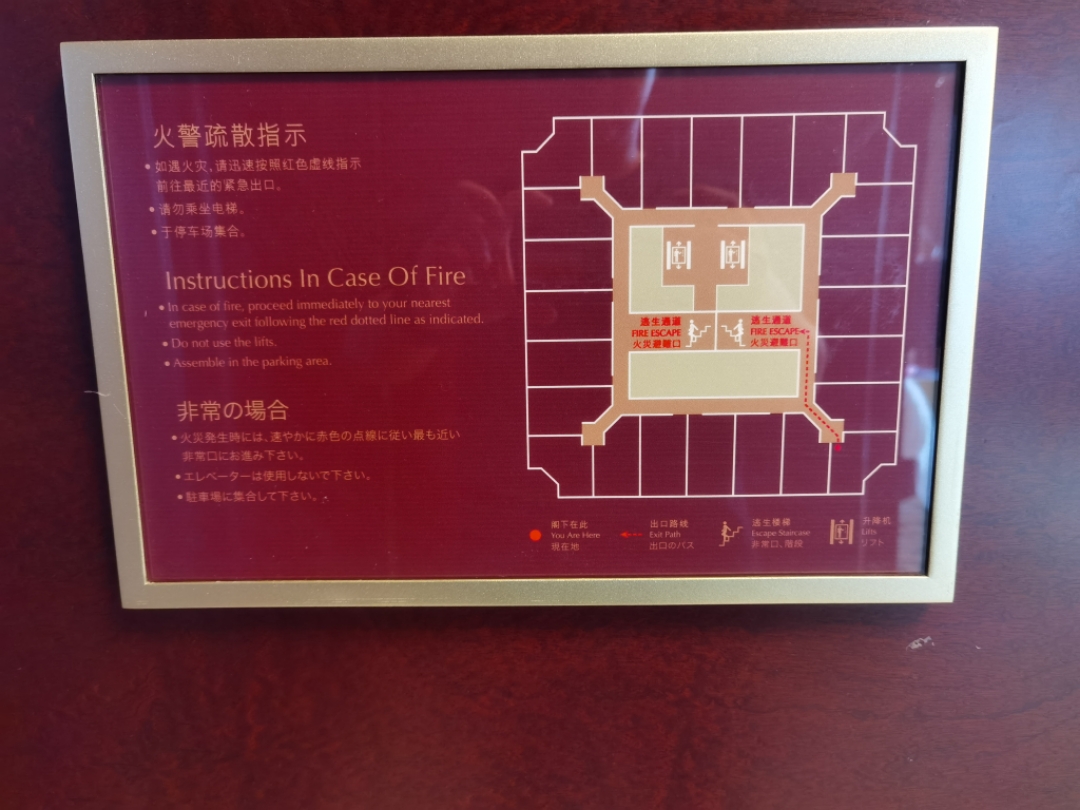 火警疏散指示
• 如遇火灾,请迅速按照红色虚线指示
前往最近的紧急出口。
• 请勿乘坐电梯。
• 于停车场集合。
Instructions In Case Of Fire
• In case of fire, proceed immediately to your nearest
emergency exit following the red dotted line as indicated.
• Do not use the lifts.
• Assemble in the parking area.
非常の場合
• 火災発生時には、速やかに赤色の点線に従い最も近い
非常口にお進み下さい。
• エレベーターは使用しないで下さい。
• 駐車場に集合して下さい。
逃生通道
FIRE ESCAPE
火災避難口
逃生通道
FIRE ESCAPE
火災避難口
阁下在此
You Are Here
現在地
出口路线
Exit Path
出口のパス
逃生楼梯
Escape Staircase
非常口、階段
升降机
Lifts
リフト